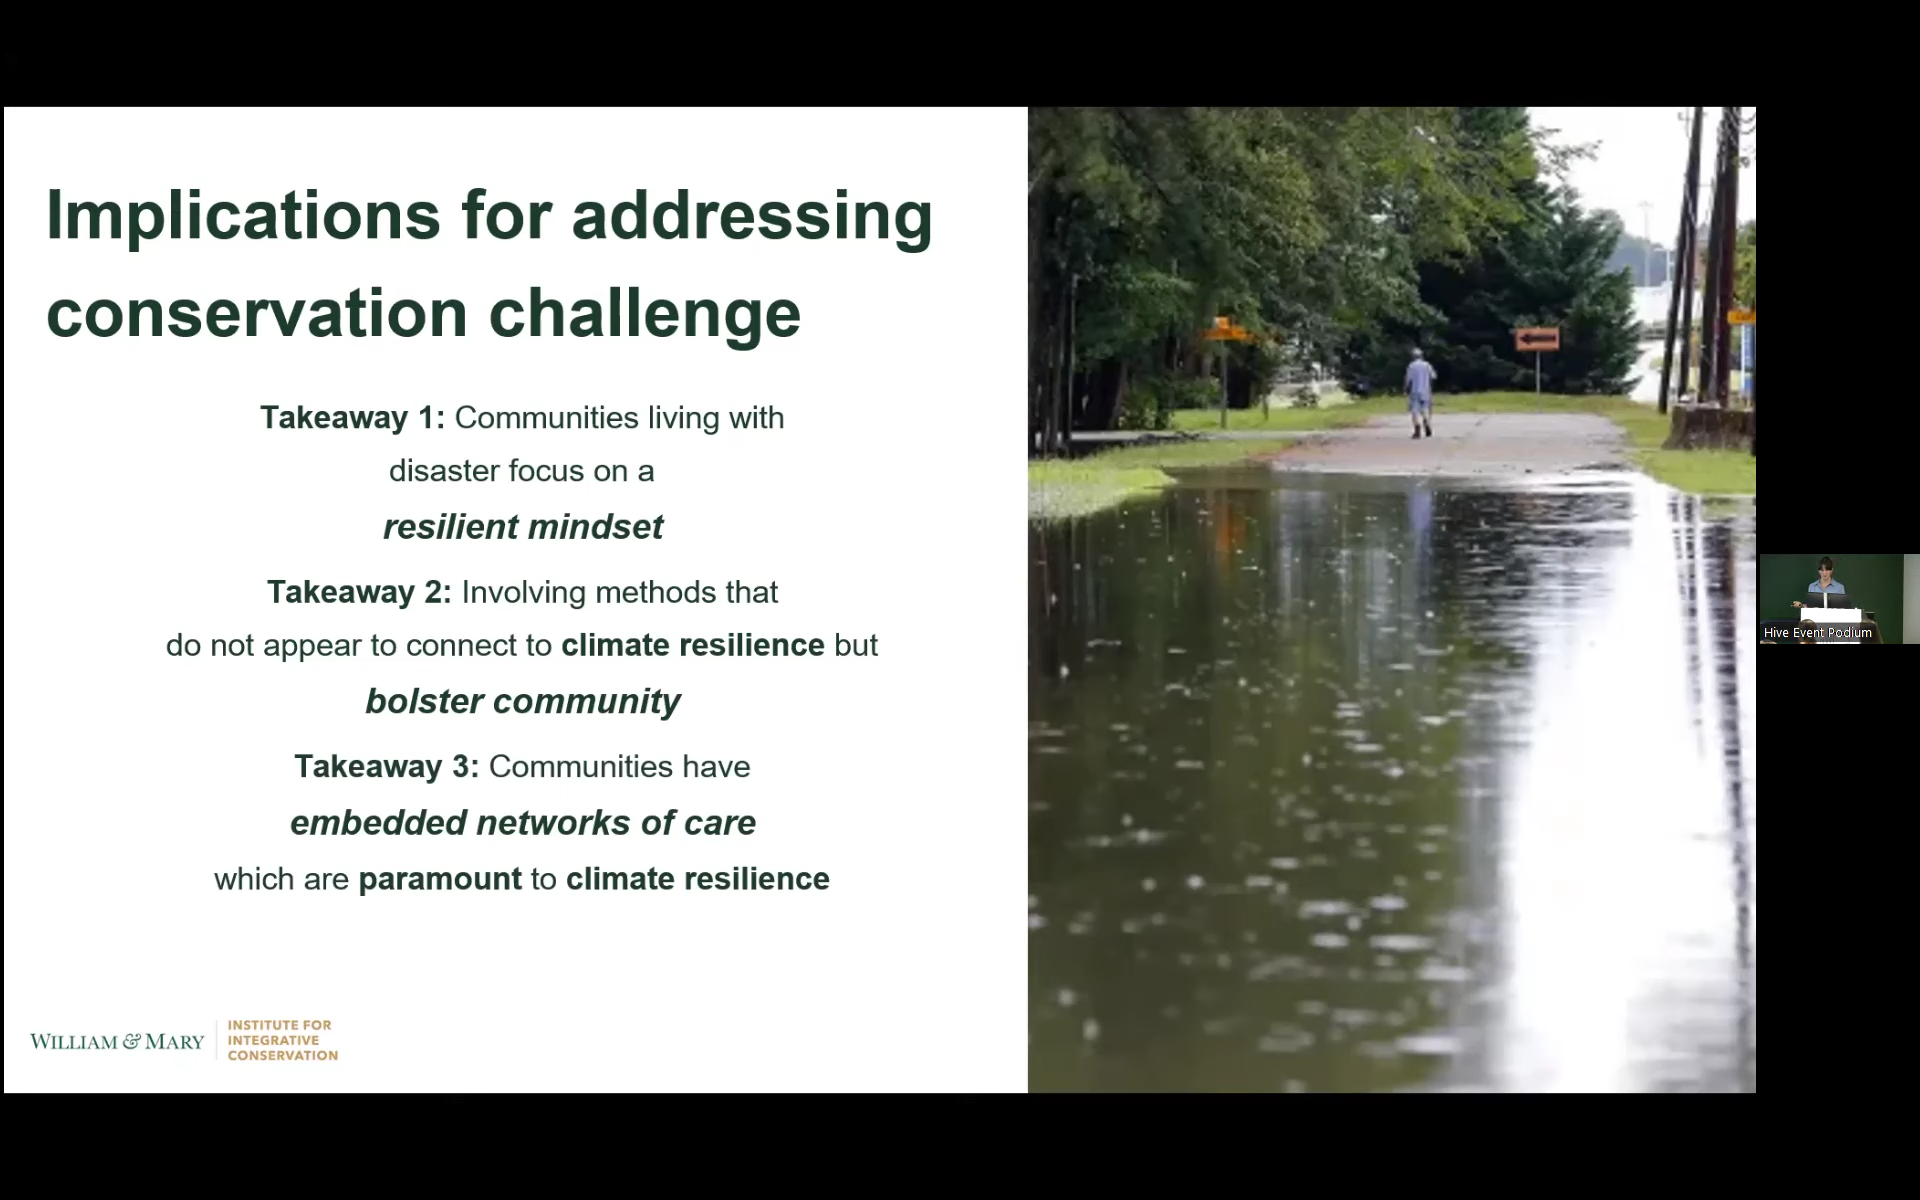 Implications for addressing
conservation challenge
Takeaway 1: Communities living with
disaster focus on a
resilient mindset
Takeaway 2: Involving methods that
do not appear to connect to climate resilience but
bolster community
Takeaway 3: Communities have
embedded networks of care
which are paramount to climate resilience
WILLIAM & MARY
INSTITUTE FOR
INTEGRATIVE
CONSERVATION
Hive Event Podium